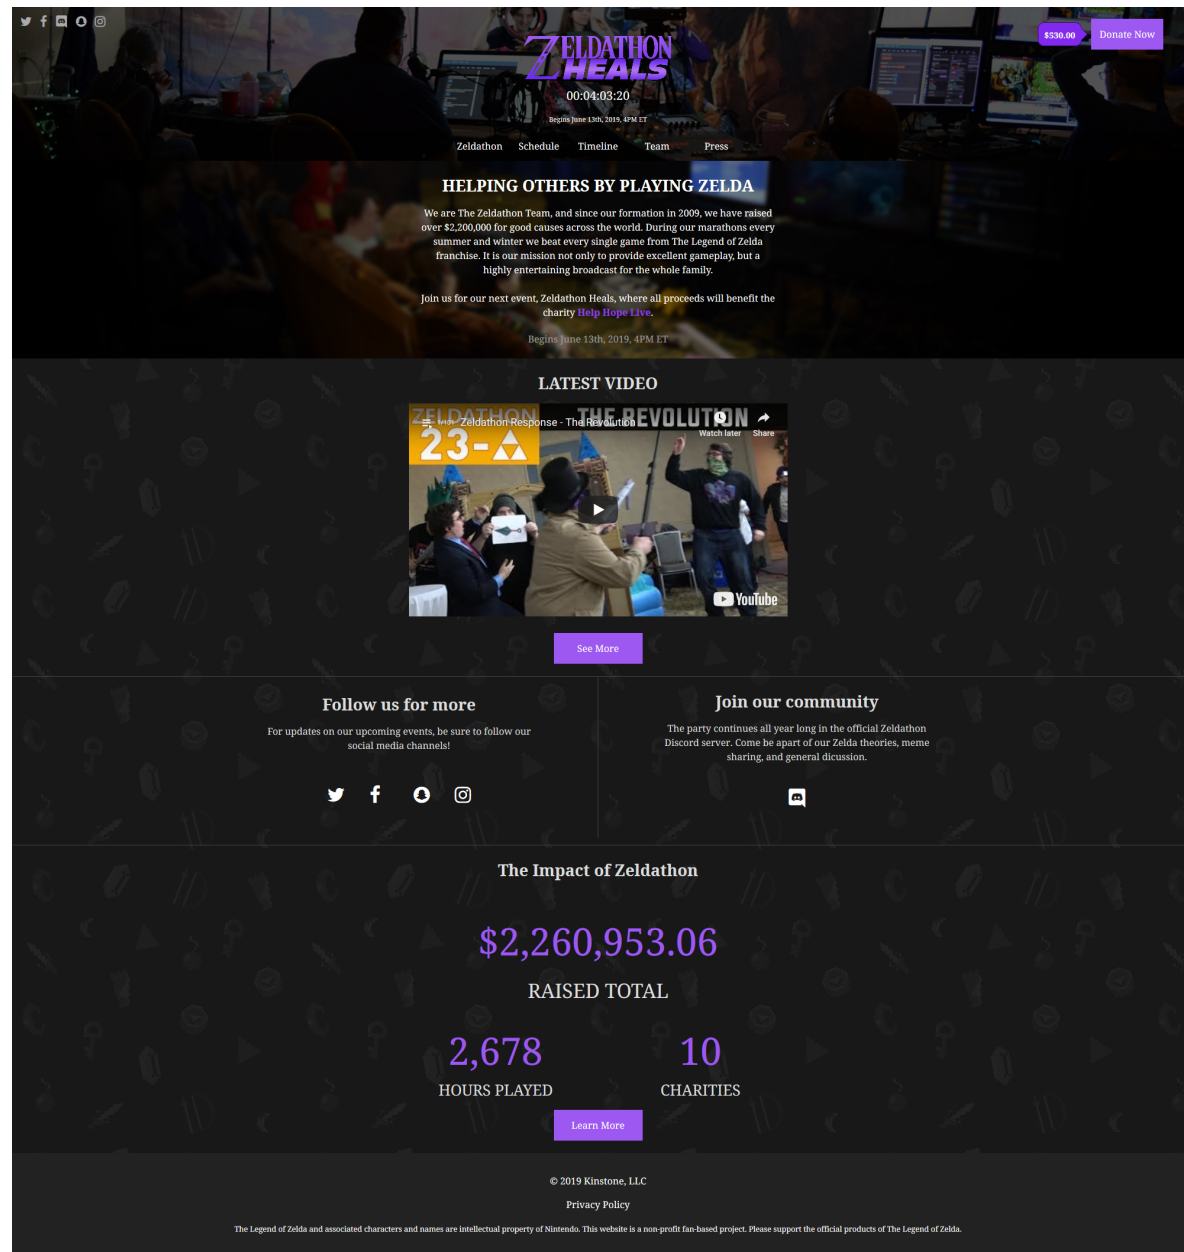 $530.00
Donate Now
ZELDATHON
HEALS
00:04:03:20
Begins June 13th, 2019, 4PM ET
Zeldathon Schedule Timeline Team Press
HELPING OTHERS BY PLAYING ZELDA
We are The Zeldathon Team, and since our formation in 2009, we have raised
over $2,200,000 for good causes across the world. During our marathons every
summer and winter we beat every single game from The Legend of Zelda
franchise. It is our mission not only to provide excellent gameplay, but a
highly entertaining broadcast for the whole family.
Join us for our next event, Zeldathon Heals, where all proceeds will benefit the
charity Help Hope Live.
Begins June 13th, 2019, 4PM ET
LATEST VIDEO
ZELDATHON THE REVOLUTION
Zeldathon Response - The Revolution
Watch later Share
23-
YouTube
See More
Follow us for more
For updates on our upcoming events, be sure to follow our
social media channels!
Join our community
The party continues all year long in the official Zeldathon
Discord server. Come be apart of our Zelda theories, meme
sharing, and general dicussion.
The Impact of Zeldathon
$2,260,953.06
RAISED TOTAL
2,678
HOURS PLAYED
10
CHARITIES
Learn More
© 2019 Kinstone, LLC
Privacy Policy
The Legend of Zelda and associated characters and names are intellectual property of Nintendo. This website is a non-profit fan-based project. Please support the official products of The Legend of Zelda.